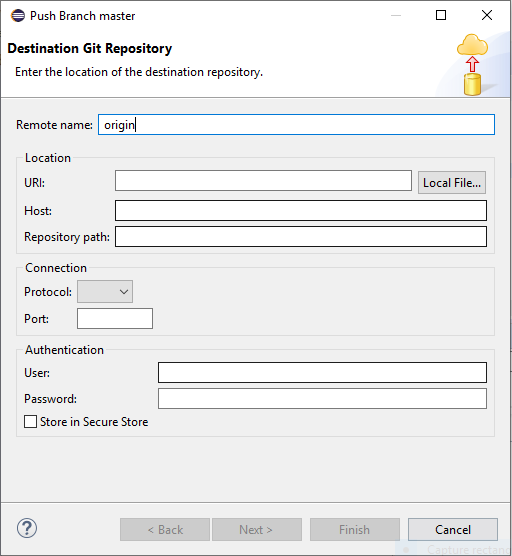 Push Branch master
Destination Git Repository
Enter the location of the destination repository.
Remote name: origin
Location
URI: Local File...
Host:
Repository path:
Connection
Protocol:
Port:
Authentication
User:
Password:
Store in Secure Store
? < Back Next > Finish Cancel
Capture rectang